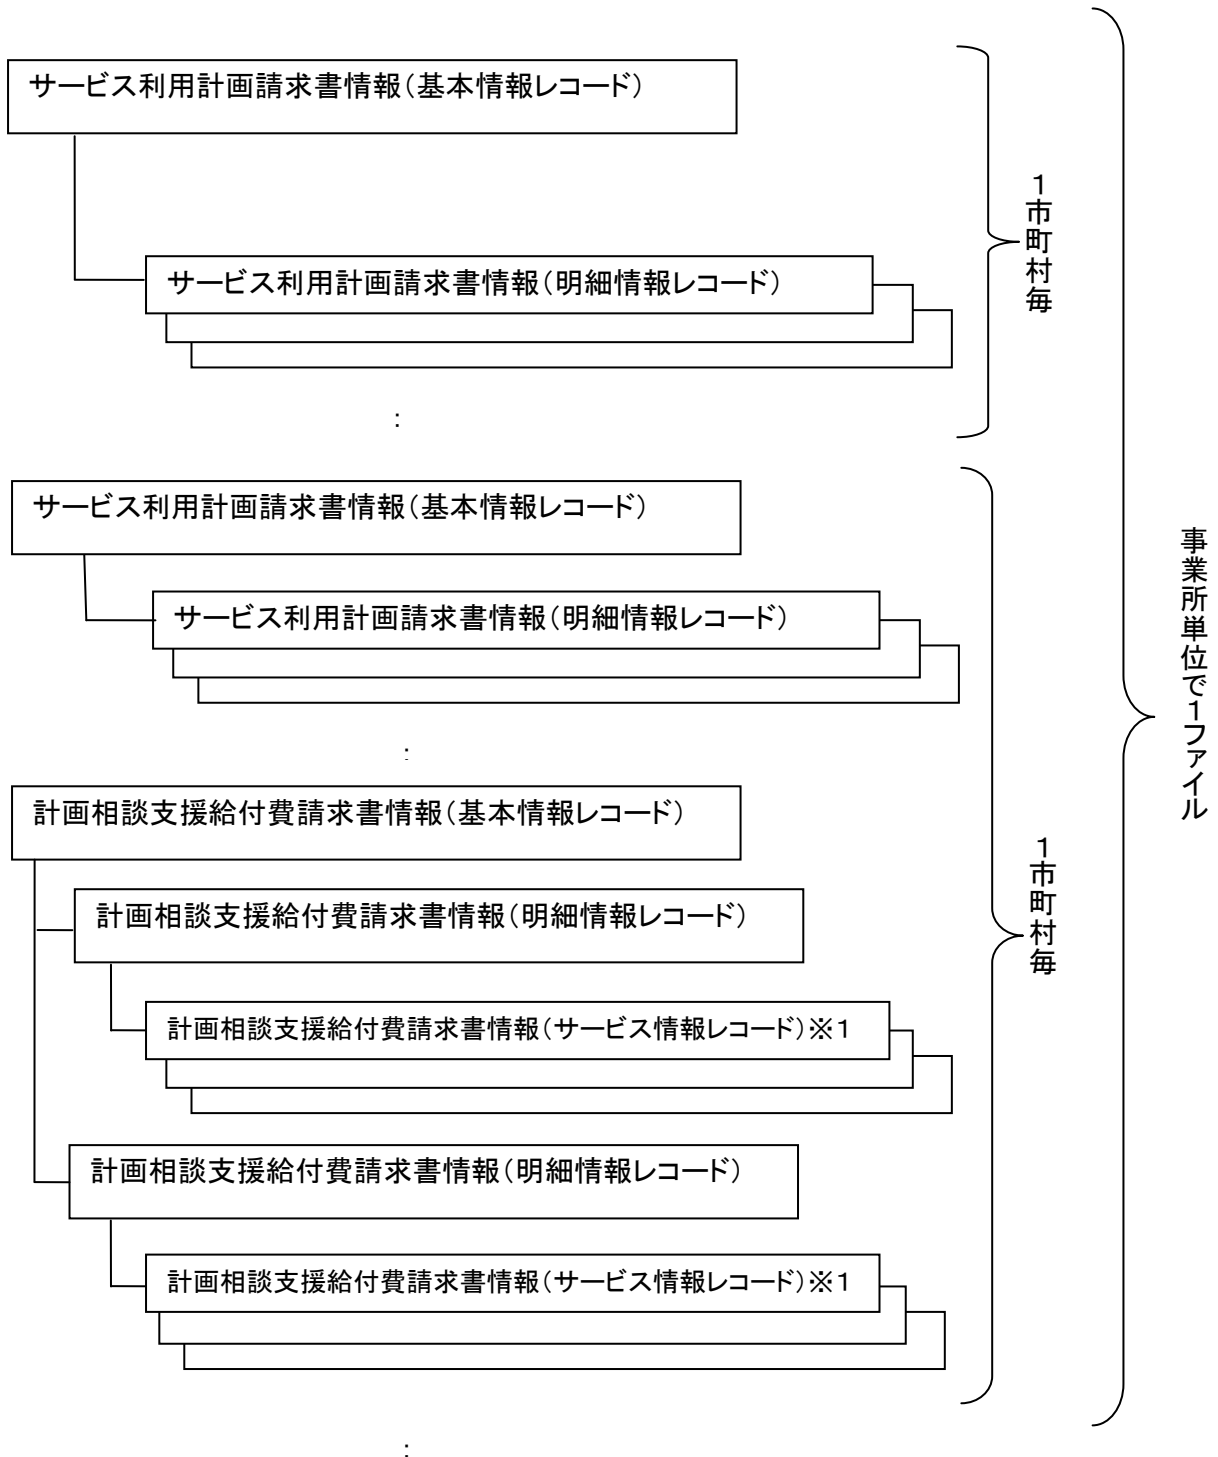 サービス利用計画請求書情報(基本情報レコード)
サービス利用計画請求書情報(明細情報レコード)
:
1市町村毎
サービス利用計画請求書情報(基本情報レコード)
サービス利用計画請求書情報(明細情報レコード)
:
計画相談支援給付費請求書情報(基本情報レコード)
計画相談支援給付費請求書情報(明細情報レコード)
計画相談支援給付費請求書情報(サービス情報レコード)※1
計画相談支援給付費請求書情報(明細情報レコード)
計画相談支援給付費請求書情報(サービス情報レコード)※1
:
1市町村毎
事業所単位で1ファイル